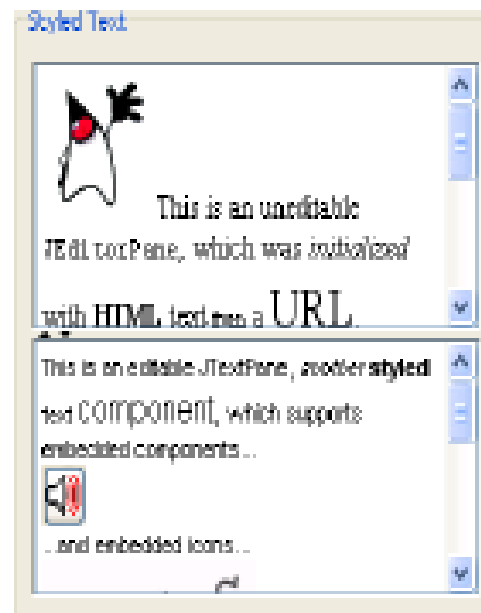 Styled Text
This is an uneditable
JEditorPane, which was initialized
with HTML text from a URL.
This is an editable JTextPane, another styled
text component, which supports
embedded components...
...and embedded icons...